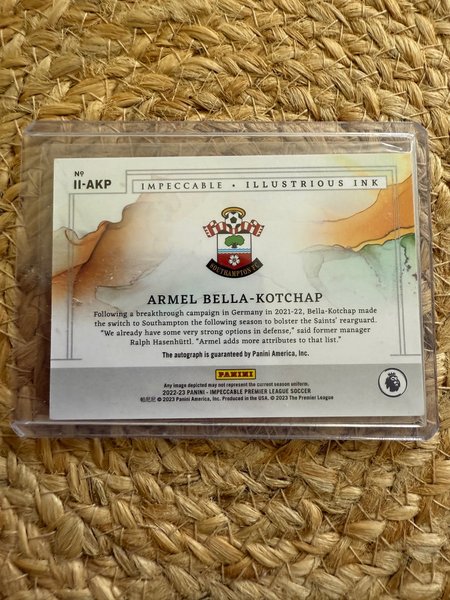 Nº
II-AKP
IMPECCABLE • ILLUSTRIOUS INK
SOUTHAMPTON FC
ARMEL BELLA-KOTCHAP
Following a breakthrough campaign in Germany in 2021-22, Bella-Kotchap made
the switch to Southampton the following season to bolster the Saints' rearguard.
"We already have some very strong options in defense," said former manager
Ralph Hasenhüttl. "Armel adds more attributes to that list."
The autograph is guaranteed by Panini America, Inc.
PANINI
Any image depicted may not represent the current season uniform.
2022-23 PANINI - IMPECCABLE PREMIER LEAGUE SOCCER
帕尼尼 © 2023 Panini America, Inc. Produced in the USA. © 2023 The Premier League